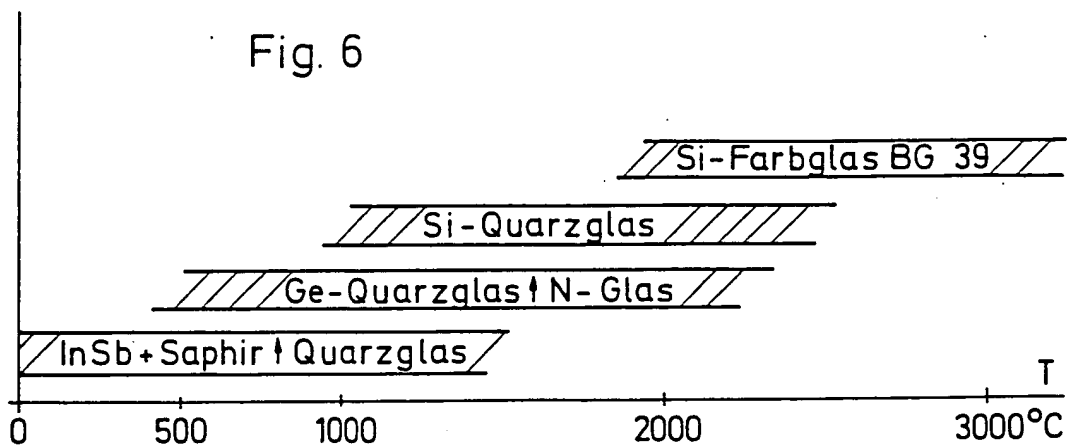 Fig. 6
Si-Farbglas BG 39
Si-Quarzglas
Ge-Quarzglas ↑ N-Glas
InSb+Saphir ↑ Quarzglas
T
0 500 1000 2000 3000°C